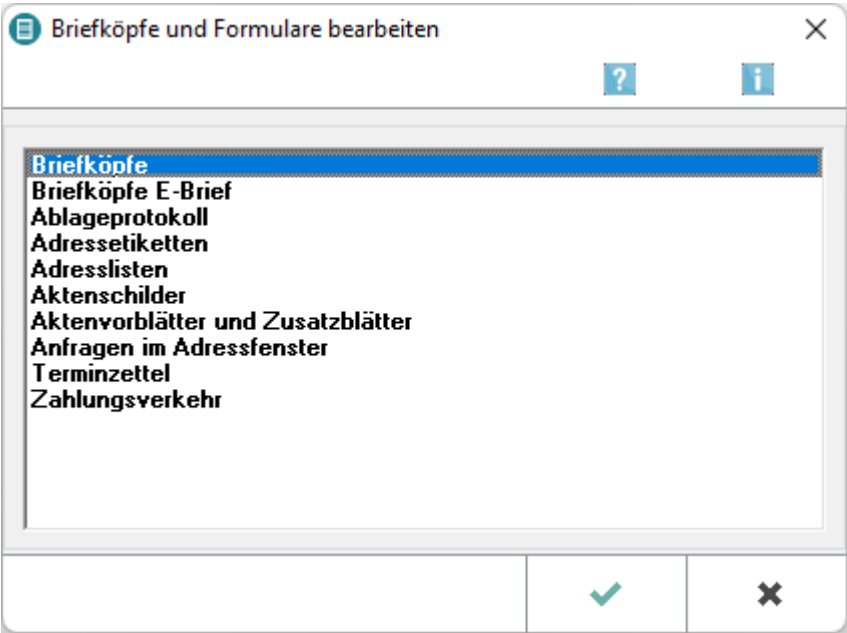 Briefköpfe und Formulare bearbeiten
? i
Briefköpfe
Briefköpfe E-Brief
Ablageprotokoll
Adressetiketten
Adresslisten
Aktenschilder
Aktenvorblätter und Zusatzblätter
Anfragen im Adressfenster
Terminzettel
Zahlungsverkehr